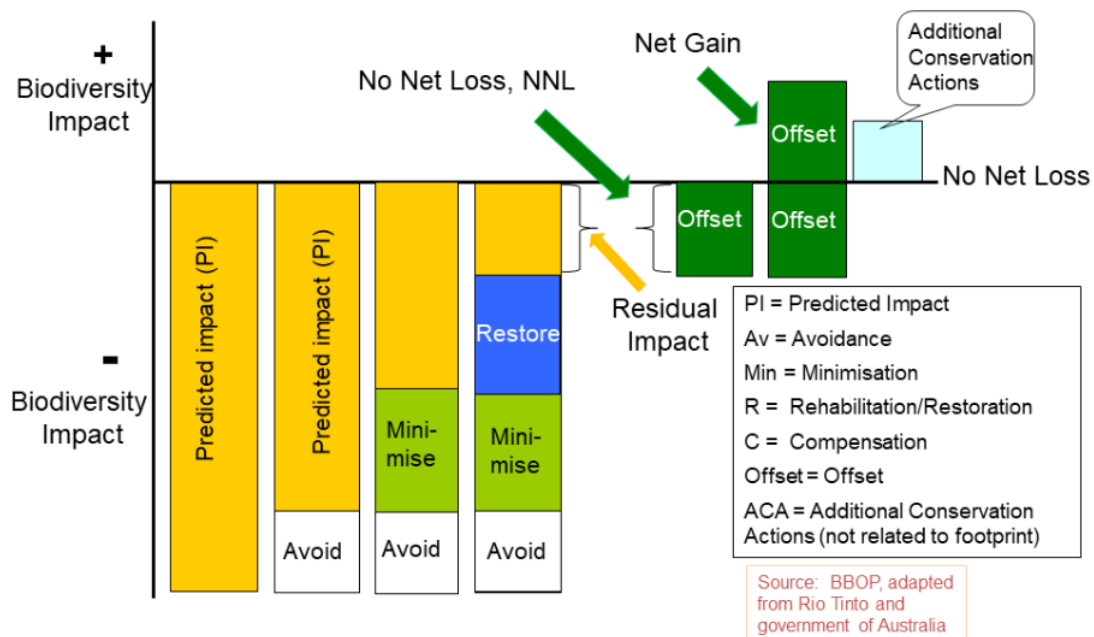 +
Biodiversity
Impact
No Net Loss, NNL
Net Gain
Additional
Conservation
Actions
Offset
No Net Loss
Predicted impact (PI)
Predicted impact (PI)
Offset
Offset
Residual
Impact
Restore
-
Biodiversity
Impact
Mini-
mise
Mini-
mise
Avoid
Avoid
Avoid
PI = Predicted Impact
Av = Avoidance
Min = Minimisation
R = Rehabilitation/Restoration
C = Compensation
Offset = Offset
ACA = Additional Conservation
Actions (not related to footprint)
Source: BBOP, adapted
from Rio Tinto and
government of Australia